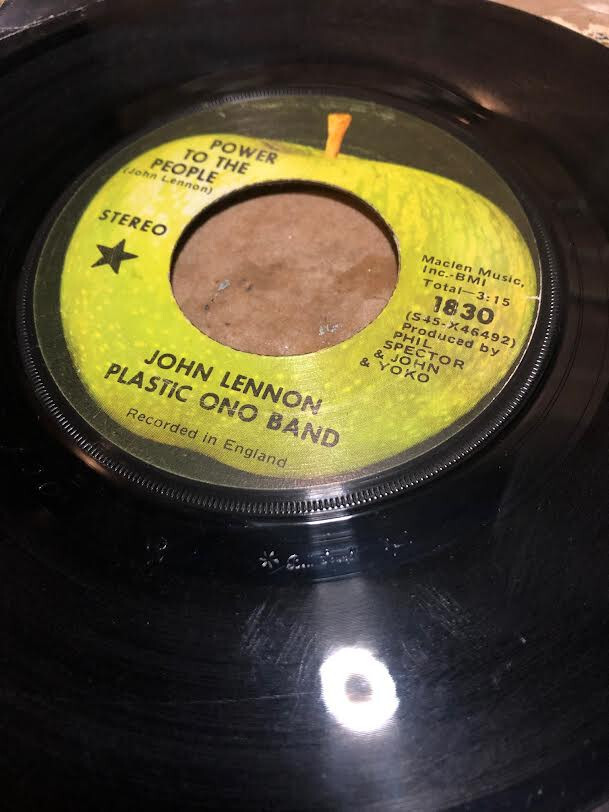 POWER
TO THE
PEOPLE
(John Lennon)
STEREO
Maclen Music,
Inc.-BMI
Total—3:15
1830
(S45-X46492)
Produced by
PHIL
SPECTOR
& JOHN
& YOKO
JOHN LENNON
PLASTIC ONO BAND
Recorded in England